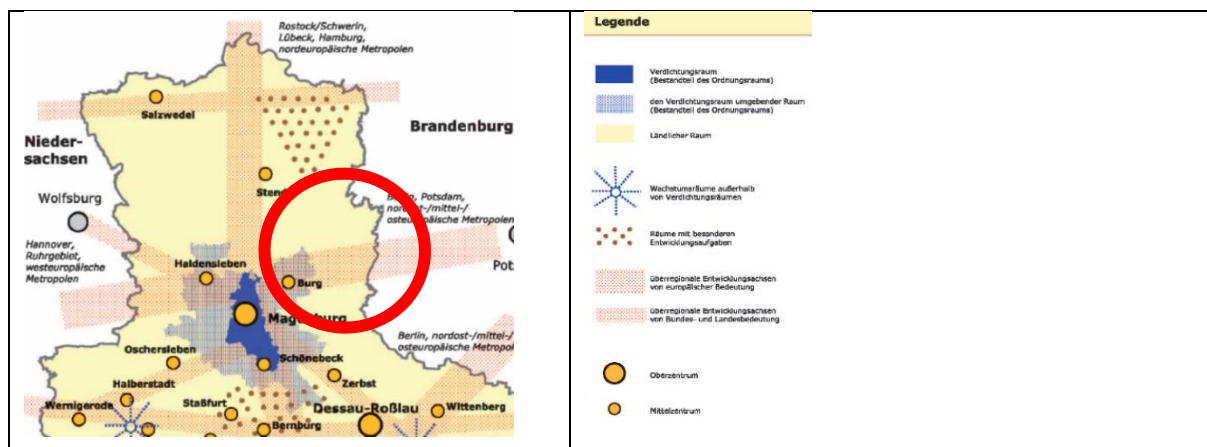 Rostock/Schwerin,
Lübeck, Hamburg,
nordeuropäische Metropolen
Salzwedel
Brandenburg
Nieder-
sachsen
Wolfsburg
Stend
Berlin, Potsdam,
nordost-/mittel-/
osteuropäische Metropolen
Hannover,
Ruhrgebiet,
westeuropäische
Metropolen
Pots
Haldensleben
Burg
Magdeburg
Berlin, nordost-/mittel-/
osteuropäische Metropol
Oschersleben
Schönebeck
Halberstadt
Zerbst
Wernigerode
Staßfurt
Dessau-Roßlau
Wittenberg
Bernburg
Legende
Verdichtungsraum
(Bestandteil des Ordnungsraums)
den Verdichtungsraum umgebender Raum
(Bestandteil des Ordnungsraums)
Ländlicher Raum
Wachstumsräume außerhalb
von Verdichtungsräumen
Räume mit besonderen
Entwicklungsaufgaben
überregionale Entwicklungsachsen
von europäischer Bedeutung
überregionale Entwicklungsachsen
von Bundes- und Landesbedeutung
Oberzentrum
Mittelzentrum